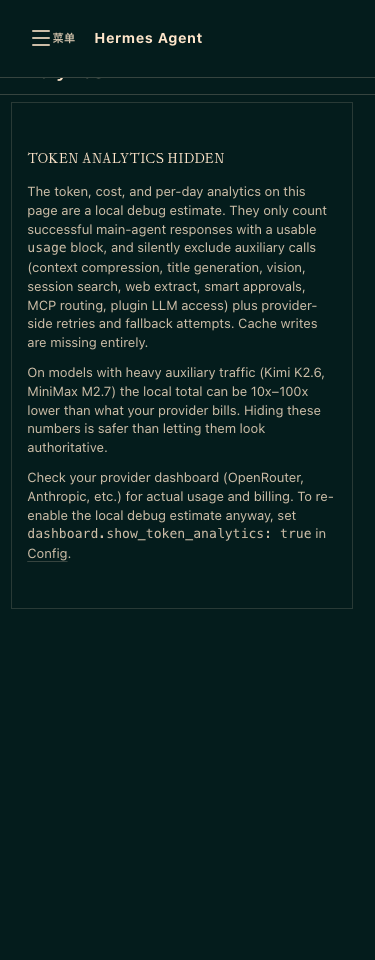 菜单 Hermes Agent
TOKEN ANALYTICS HIDDEN
The token, cost, and per-day analytics on this
page are a local debug estimate. They only count
successful main-agent responses with a usable
usage block, and silently exclude auxiliary calls
(context compression, title generation, vision,
session search, web extract, smart approvals,
MCP routing, plugin LLM access) plus provider-
side retries and fallback attempts. Cache writes
are missing entirely.
On models with heavy auxiliary traffic (Kimi K2.6,
MiniMax M2.7) the local total can be 10x–100x
lower than what your provider bills. Hiding these
numbers is safer than letting them look
authoritative.
Check your provider dashboard (OpenRouter,
Anthropic, etc.) for actual usage and billing. To re-
enable the local debug estimate anyway, set
dashboard.show_token_analytics: true in
Config.